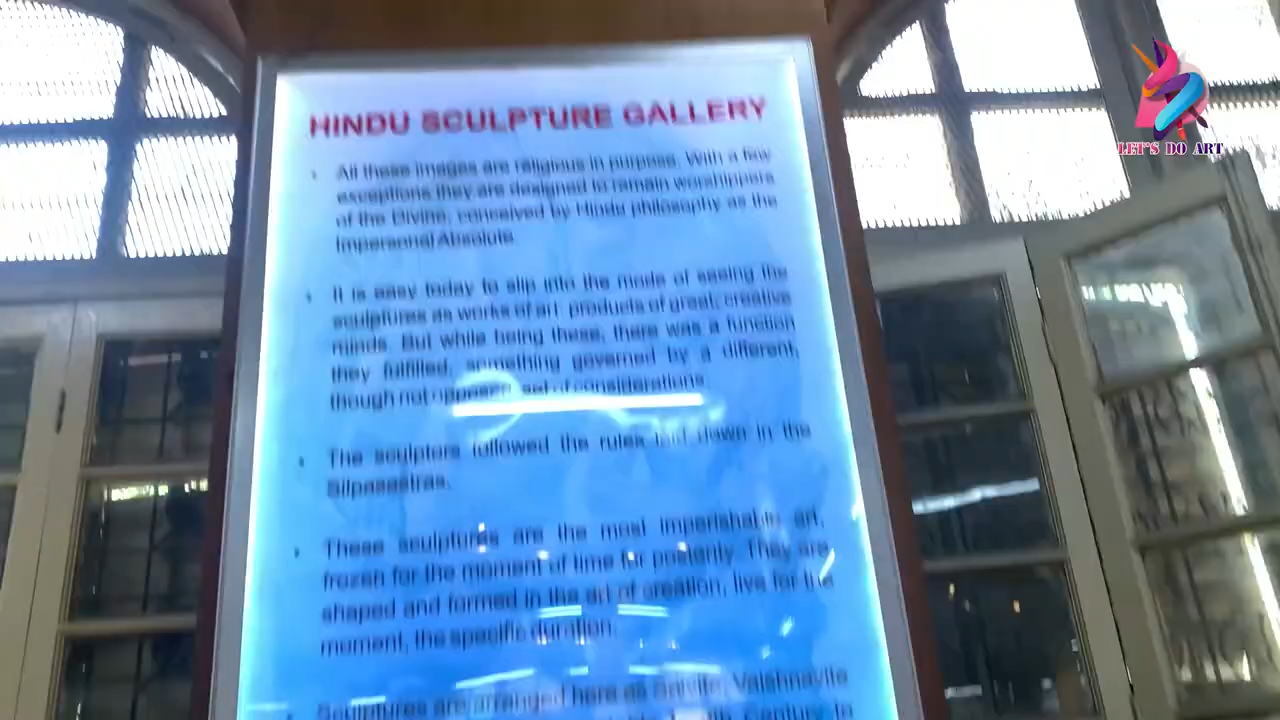 HINDU SCULPTURE GALLERY
All these images are religious in purpose. With a few
exceptions they are designed to remain worshippers
of the Divine, conceived by Hindu philosophy as the
Impersonal Absolute.
It is easy today to slip into the mode of seeing the
sculptures as works of art products of great, creative
minds. But while being these, there was a function
they fulfilled, something governed by a different,
though not set of considerations.
The sculptors followed the rules laid down in the
Silpasastras.
These sculptures are the most imperishable art,
frozen for the moment of time for posterity. They are
shaped and formed in the art of creation, live for the
moment, the specific duration.
Sculptures are arranged here as Saivite, Vaishnavite
Century to
LET'S DO ART